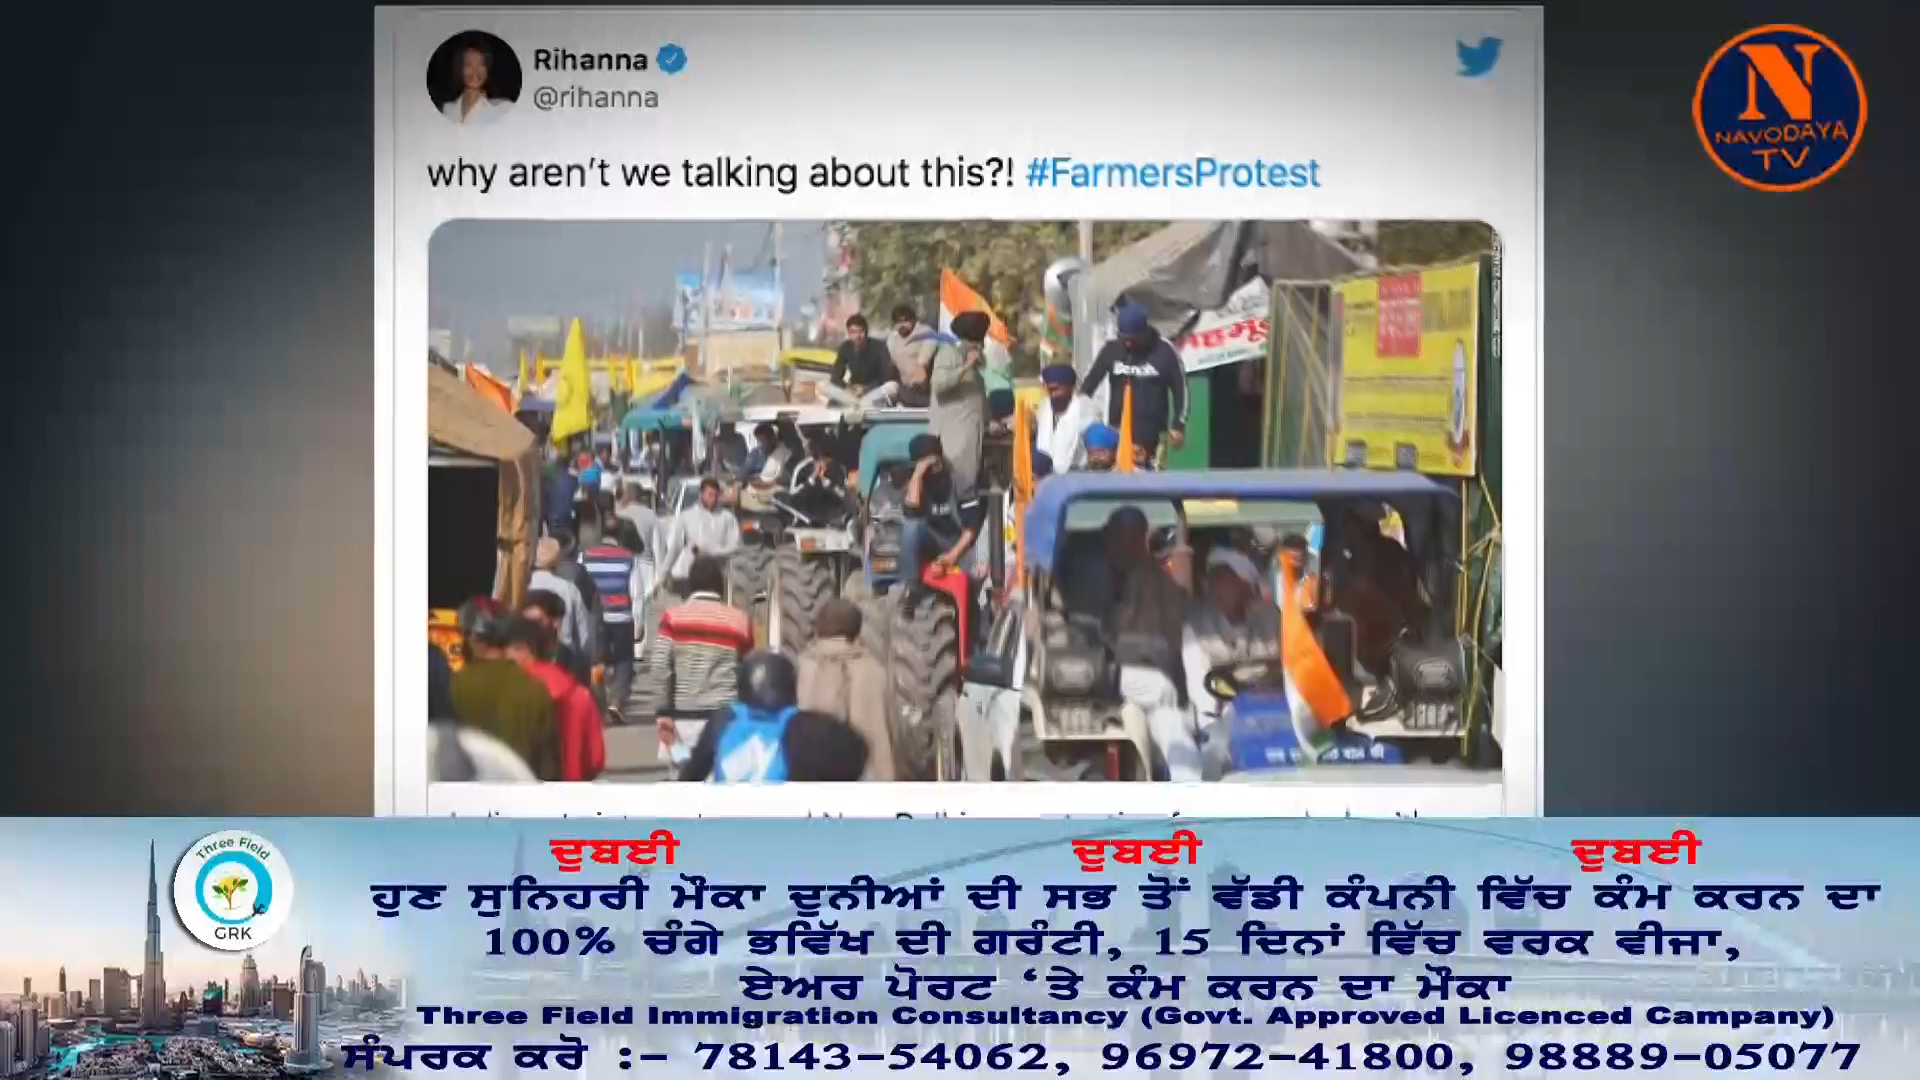 Rihanna
@rihanna
why aren't we talking about this?! #FarmersProtest
N
NAVODAYA
TV
Bench
Three Field
GRK
ਦੁਬਈ ਦੁਬਈ ਦੁਬਈ
ਹੁਣ ਸੁਨਿਹਰੀ ਮੌਕਾ ਦੁਨੀਆਂ ਦੀ ਸਭ ਤੋਂ ਵੱਡੀ ਕੰਪਨੀ ਵਿੱਚ ਕੰਮ ਕਰਨ ਦਾ
100% ਚੰਗੇ ਭਵਿੱਖ ਦੀ ਗਰੰਟੀ, 15 ਦਿਨਾਂ ਵਿੱਚ ਵਰਕ ਵੀਜਾ,
ਏਅਰ ਪੋਰਟ ‘ਤੇ ਕੰਮ ਕਰਨ ਦਾ ਮੌਕਾ
Three Field Immigration Consultancy (Govt. Approved Licenced Campany)
ਸੰਪਰਕ ਕਰੋ :– 78143–54062, 96972–41800, 98889–05077